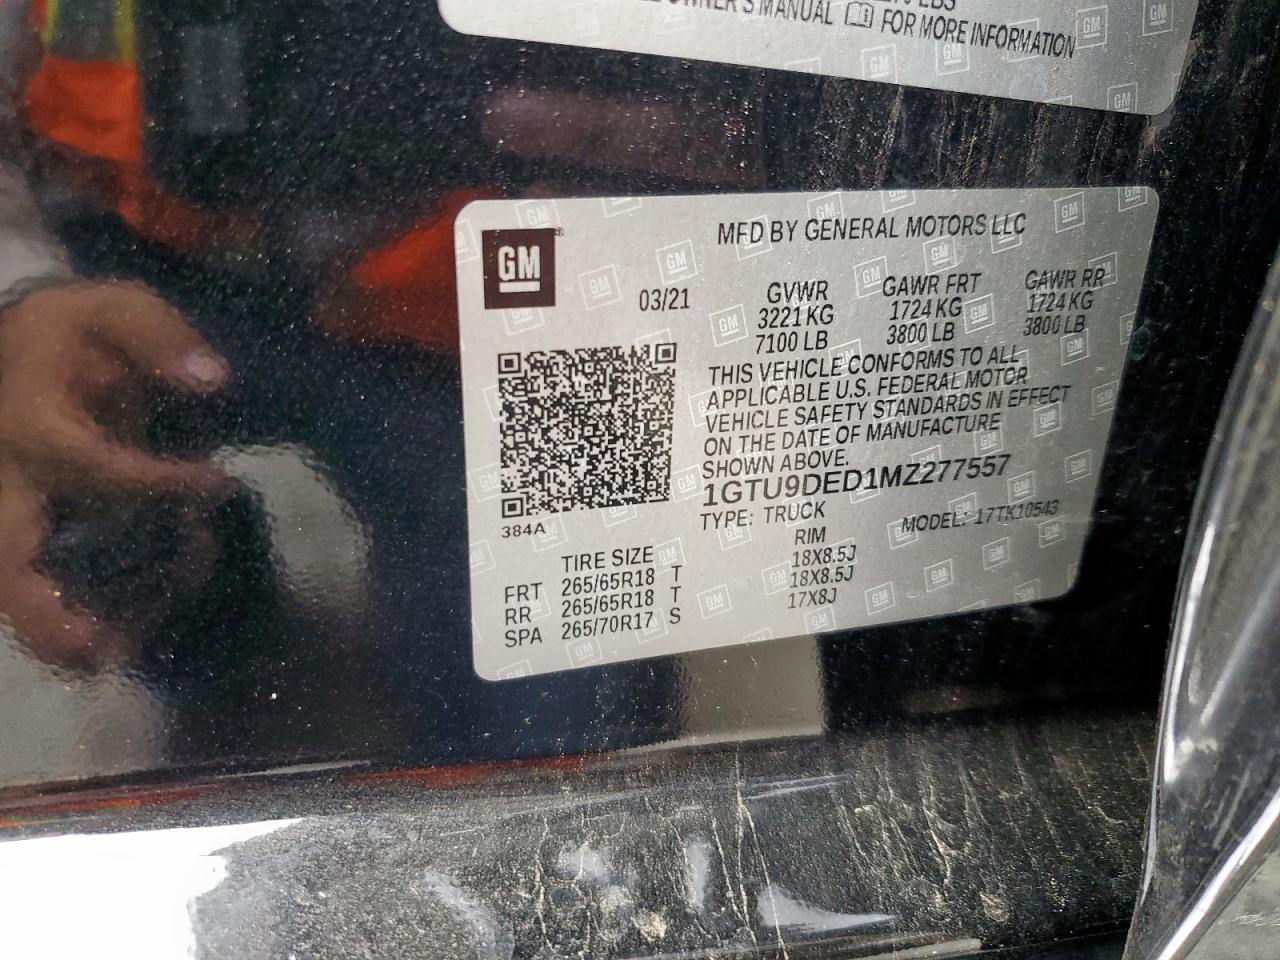 OWNER'S MANUAL FOR MORE INFORMATION
GM
MFD BY GENERAL MOTORS LLC
03/21
GVWR GAWR FRT GAWR RR
3221 KG 1724 KG 1724 KG
7100 LB 3800 LB 3800 LB
THIS VEHICLE CONFORMS TO ALL
APPLICABLE U.S. FEDERAL MOTOR
VEHICLE SAFETY STANDARDS IN EFFECT
ON THE DATE OF MANUFACTURE
SHOWN ABOVE.
1GTU9DED1MZ277557
384A
TYPE: TRUCK MODEL: 17TK10543
TIRE SIZE RIM
FRT 265/65R18 T 18X8.5J
RR 265/65R18 T 18X8.5J
SPA 265/70R17 S 17X8J